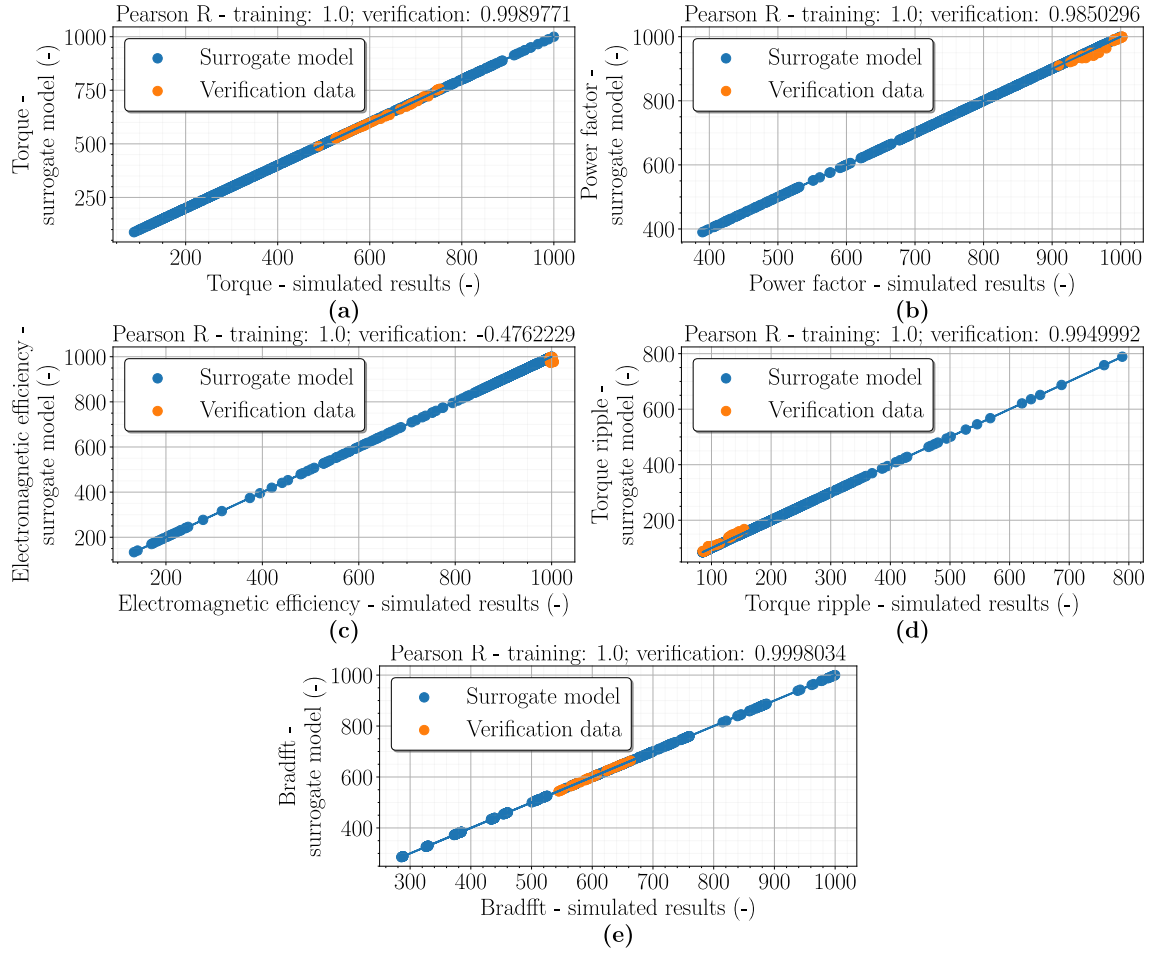 Pearson R - training: 1.0; verification: 0.9989771
Torque -
surrogate model (-)
1000
750
500
250
Surrogate model
Verification data
200 400 600 800 1000
Torque - simulated results (-)
(a)
Pearson R - training: 1.0; verification: 0.9850296
Power factor -
surrogate model (-)
1000
800
600
400
Surrogate model
Verification data
400 500 600 700 800 900 1000
Power factor - simulated results (-)
(b)
Pearson R - training: 1.0; verification: -0.4762229
Electromagnetic efficiency -
surrogate model (-)
1000
800
600
400
200
Surrogate model
Verification data
200 400 600 800 1000
Electromagnetic efficiency - simulated results (-)
(c)
Pearson R - training: 1.0; verification: 0.9949992
Torque ripple -
surrogate model (-)
800
600
400
200
Surrogate model
Verification data
100 200 300 400 500 600 700 800
Torque ripple - simulated results (-)
(d)
Pearson R - training: 1.0; verification: 0.9998034
Bradfft -
surrogate model (-)
1000
800
600
400
Surrogate model
Verification data
300 400 500 600 700 800 900 1000
Bradfft - simulated results (-)
(e)